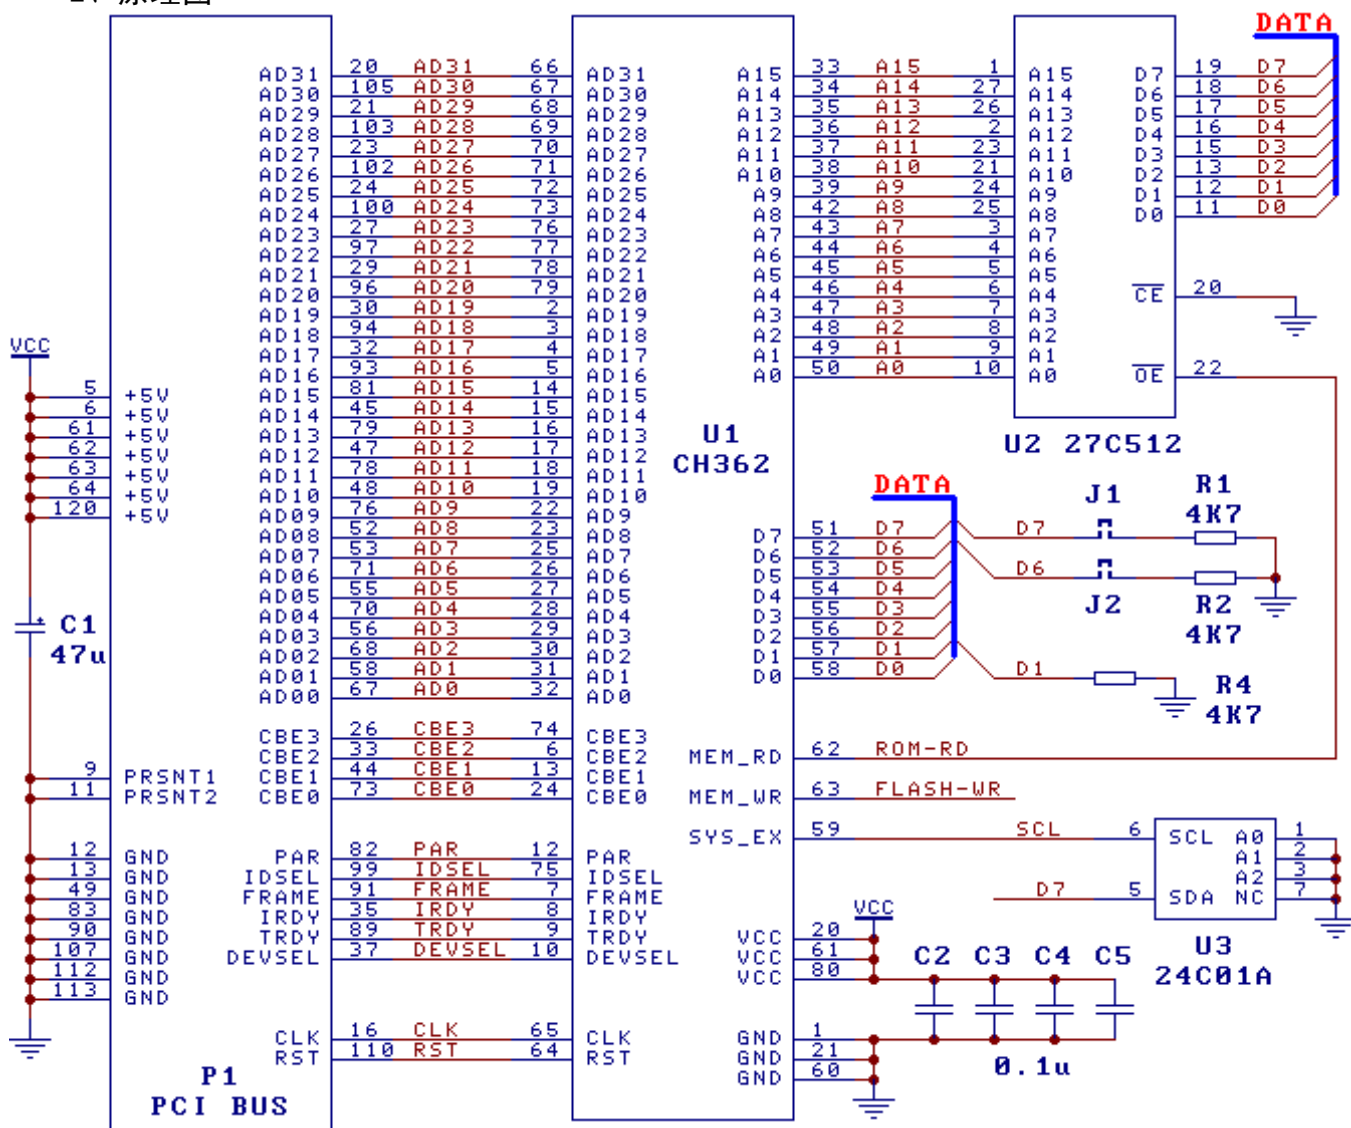 DATA
AD31 20 AD31 66 AD31 A15 33 A15 1 A15 D7 19 D7
AD30 105 AD30 67 AD30 A14 34 A14 27 A14 D6 18 D6
AD29 21 AD29 68 AD29 A13 35 A13 26 A13 D5 17 D5
AD28 103 AD28 69 AD28 A12 36 A12 2 A12 D4 16 D4
AD27 23 AD27 70 AD27 A11 37 A11 23 A11 D3 15 D3
AD26 102 AD26 71 AD26 A10 38 A10 21 A10 D2 13 D2
AD25 24 AD25 72 AD25 A9 39 A9 24 A9 D1 12 D1
AD24 100 AD24 73 AD24 A8 42 A8 25 A8 D0 11 D0
AD23 27 AD23 76 AD23 A7 43 A7 3 A7
AD22 97 AD22 77 AD22 A6 44 A6 4 A6
AD21 29 AD21 78 AD21 A5 45 A5 5 A5
AD20 96 AD20 79 AD20 A4 46 A4 6 A4 CE 20
AD19 30 AD19 2 AD19 A3 47 A3 7 A3
AD18 94 AD18 3 AD18 A2 48 A2 8 A2
VCC AD17 32 AD17 4 AD17 A1 49 A1 9 A1
AD16 93 AD16 5 AD16 A0 50 A0 10 A0 OE 22
5 +5V AD15 81 AD15 14 AD15
6 +5V AD14 45 AD14 15 AD14
61 +5V AD13 79 AD13 16 AD13 U1 U2 27C512
62 +5V AD12 47 AD12 17 AD12 CH362
63 +5V AD11 78 AD11 18 AD11
64 +5V AD10 48 AD10 19 AD10 DATA J1 R1
120 +5V AD09 76 AD9 22 AD9 4K7
AD08 52 AD8 23 AD8 D7 51 D7 D7
AD07 53 AD7 25 AD7 D6 52 D6
AD06 71 AD6 26 AD6 D5 53 D5 D6
AD05 55 AD5 27 AD5 D4 54 D4 J2 R2
C1 AD04 70 AD4 28 AD4 D3 55 D3
47u AD03 56 AD3 29 AD3 D2 56 D2 4K7
AD02 68 AD2 30 AD2 D1 57 D1
AD01 58 AD1 31 AD1 D0 58 D0 D1 R4
AD00 67 AD0 32 AD0 4K7
CBE3 26 CBE3 74 CBE3
CBE2 33 CBE2 6 CBE2 MEM_RD 62 ROM-RD
9 PRSNT1 CBE1 44 CBE1 13 CBE1
11 PRSNT2 CBE0 73 CBE0 24 CBE0 MEM_WR 63 FLASH-WR
SYS_EX 59 SCL 6 SCL A0 1
12 GND PAR 82 PAR 12 PAR A1 2
13 GND IDSEL 99 IDSEL 75 IDSEL A2 3
49 GND FRAME 91 FRAME 7 FRAME D7 5 SDA NC 7
83 GND IRDY 35 IRDY 8 IRDY VCC
90 GND TRDY 89 TRDY 9 TRDY VCC 20
107 GND DEVSEL 37 DEVSEL 10 DEVSEL VCC 61 C2 C3 C4 C5 U3
112 GND VCC 80 24C01A
113 GND
CLK 16 CLK 65 CLK GND 1
RST 110 RST 64 RST GND 21
P1 GND 60 0.1u
PCI BUS